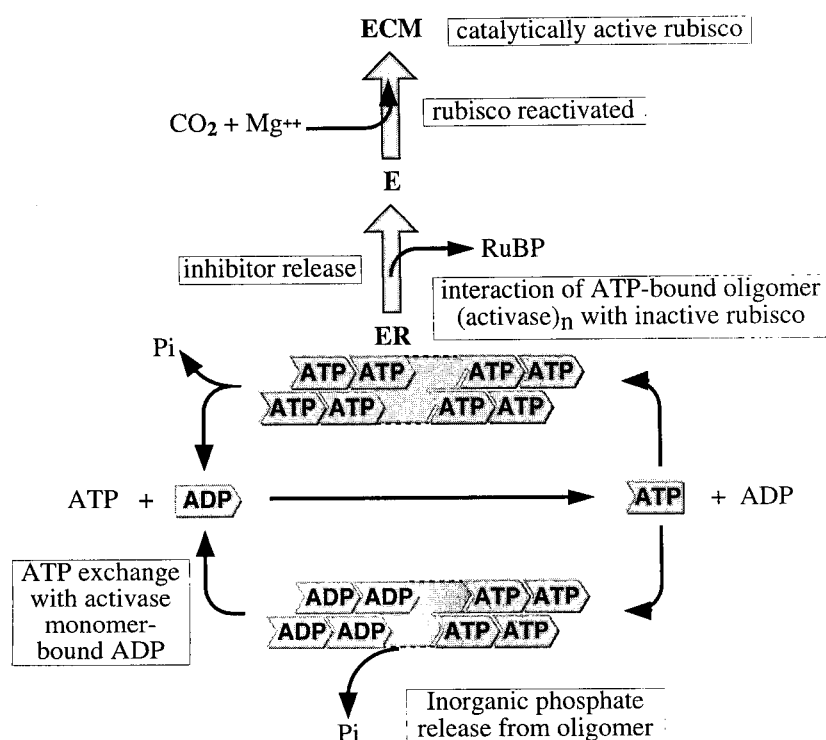 ECM catalytically active rubisco
CO2 + Mg++
rubisco reactivated
E
RuBP
inhibitor release
interaction of ATP-bound oligomer
(activase)n with inactive rubisco
ER
Pi
ATP ATP ATP ATP
ATP ATP ATP ATP
ATP + ADP ATP + ADP
ATP exchange
with activase
monomer-
bound ADP
ADP ADP ATP ATP
ADP ADP ATP ATP
Inorganic phosphate
release from oligomer
Pi